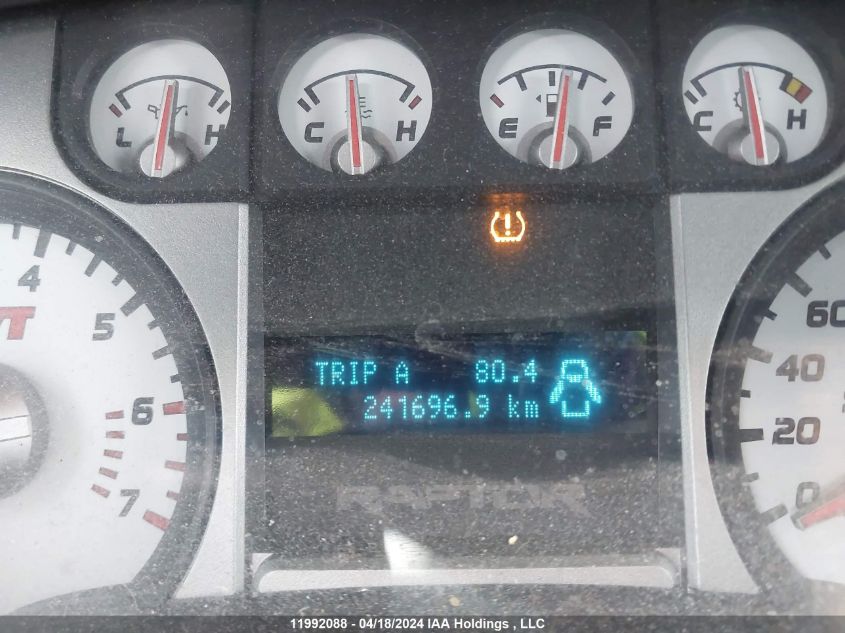 L H
C H
E F
C H
4
5
6
7
TRIP A 80.4
241696.9 km
RAPTOR
60
40
20
0
11992088 - 04/18/2024 IAA Holdings , LLC